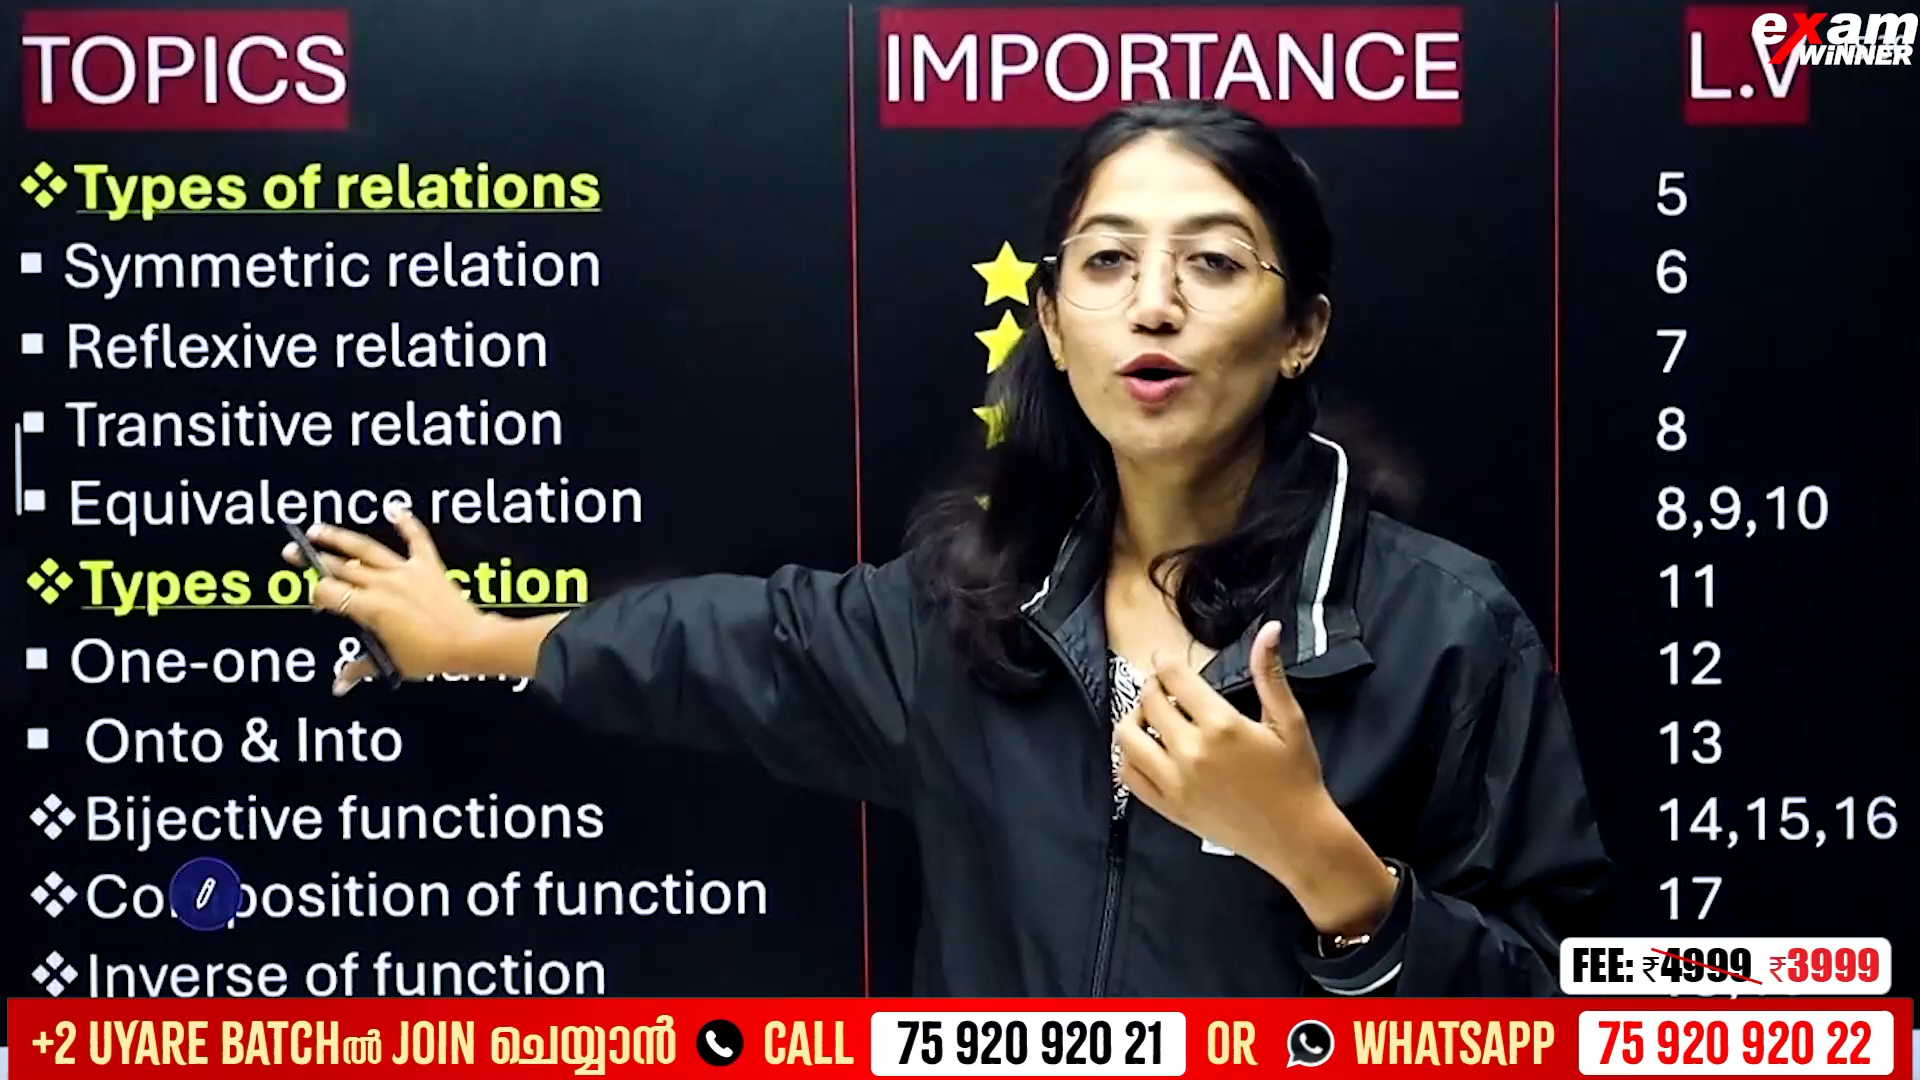 TOPICS IMPORTANCE L.V
exam
WiNNER
Types of relations 5
Symmetric relation 6
Reflexive relation 7
Transitive relation 8
Equivalence relation 8,9,10
Types of 11
One-one & 12
Onto & Into 13
Bijective functions 14,15,16
Composition of function 17
Inverse of function
FEE: ₹4999 ₹3999
+2 UYARE BATCHൽ JOIN ചെയ്യാൻ CALL 75 920 920 21 OR WHATSAPP 75 920 920 22